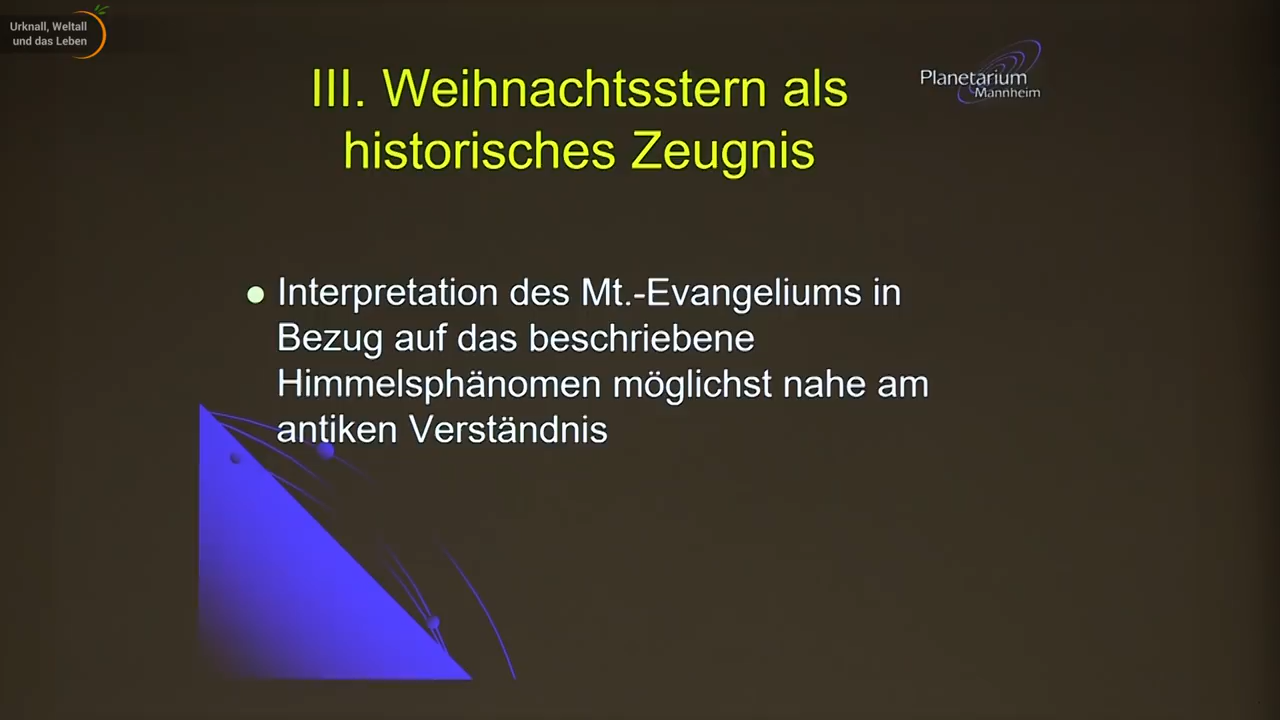 Urknall, Weltall
und das Leben
III. Weihnachtsstern als
historisches Zeugnis
Planetarium
Mannheim
Interpretation des Mt.-Evangeliums in
Bezug auf das beschriebene
Himmelsphänomen möglichst nahe am
antiken Verständnis